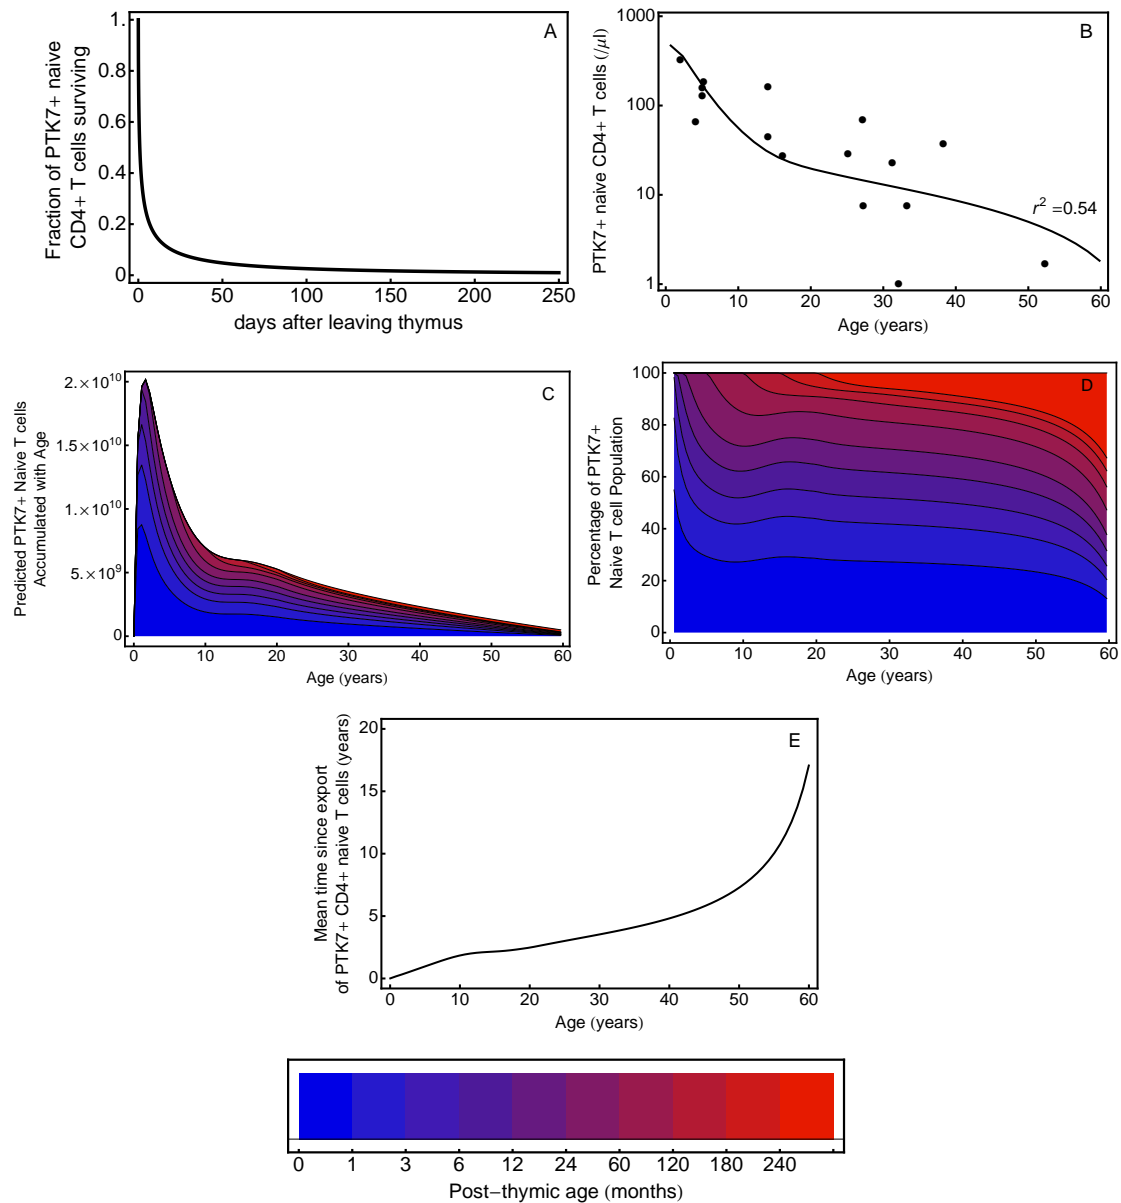 A
Fraction of PTK7+ naive
CD4+ T cells surviving
1.
0.8
0.6
0.4
0.2
0
0 50 100 150 200 250
days after leaving thymus
B
PTK7+ naive CD4+ T cells (/μl)
1000
100
10
1
r² =0.54
0 10 20 30 40 50 60
Age (years)
C
Predicted PTK7+ Naive T cells
Accumulated with Age
2.×10¹⁰
1.5×10¹⁰
1.×10¹⁰
5.×10⁹
0
0 10 20 30 40 50 60
Age (years)
D
Percentage of PTK7+
Naive T cell Population
100
80
60
40
20
0
0 10 20 30 40 50 60
Age (years)
E
Mean time since export
of PTK7+ CD4+ naive T cells (years)
20
15
10
5
0
0 10 20 30 40 50 60
Age (years)
0 1 3 6 12 24 60 120 180 240
Post−thymic age (months)